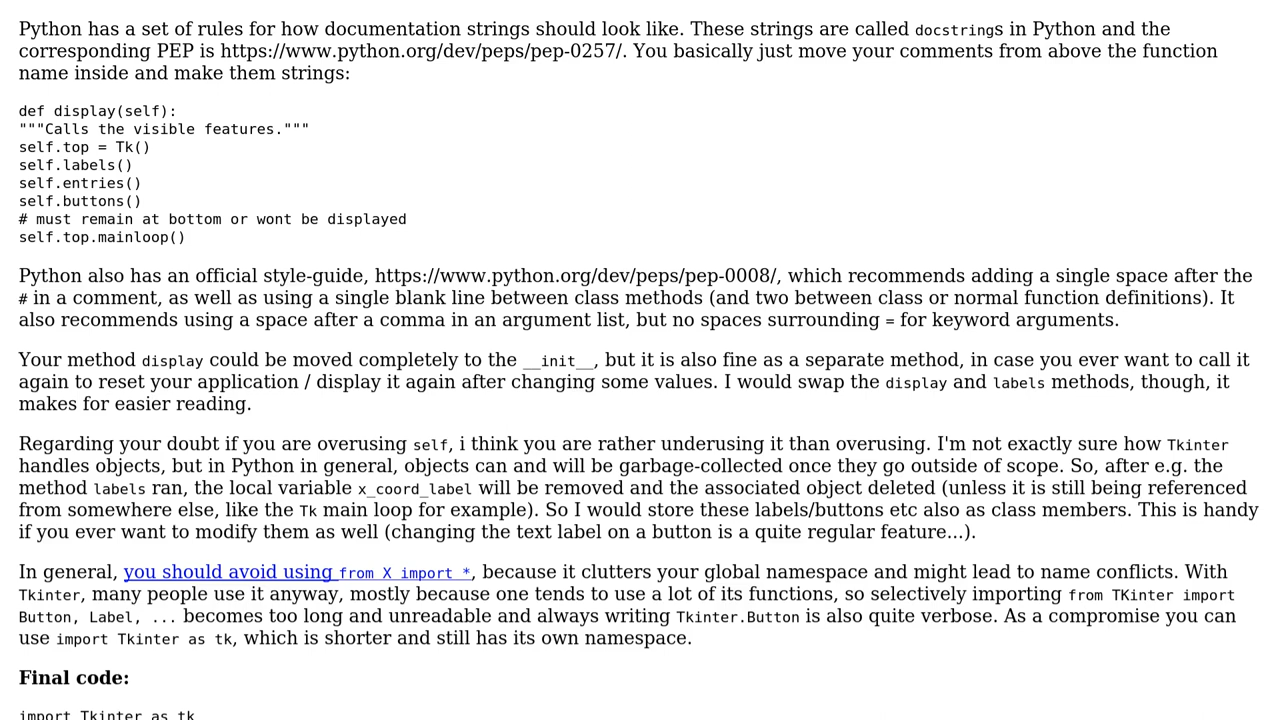 Python has a set of rules for how documentation strings should look like. These strings are called docstrings in Python and the
corresponding PEP is https://www.python.org/dev/peps/pep-0257/. You basically just move your comments from above the function
name inside and make them strings:
def display(self):
"""Calls the visible features."""
self.top = Tk()
self.labels()
self.entries()
self.buttons()
# must remain at bottom or wont be displayed
self.top.mainloop()
Python also has an official style-guide, https://www.python.org/dev/peps/pep-0008/, which recommends adding a single space after the
# in a comment, as well as using a single blank line between class methods (and two between class or normal function definitions). It
also recommends using a space after a comma in an argument list, but no spaces surrounding = for keyword arguments.
Your method display could be moved completely to the __init__, but it is also fine as a separate method, in case you ever want to call it
again to reset your application / display it again after changing some values. I would swap the display and labels methods, though, it
makes for easier reading.
Regarding your doubt if you are overusing self, i think you are rather underusing it than overusing. I'm not exactly sure how Tkinter
handles objects, but in Python in general, objects can and will be garbage-collected once they go outside of scope. So, after e.g. the
method labels ran, the local variable x_coord_label will be removed and the associated object deleted (unless it is still being referenced
from somewhere else, like the Tk main loop for example). So I would store these labels/buttons etc also as class members. This is handy
if you ever want to modify them as well (changing the text label on a button is a quite regular feature...).
In general, you should avoid using from X import *, because it clutters your global namespace and might lead to name conflicts. With
Tkinter, many people use it anyway, mostly because one tends to use a lot of its functions, so selectively importing from TKinter import
Button, Label, ... becomes too long and unreadable and always writing Tkinter.Button is also quite verbose. As a compromise you can
use import Tkinter as tk, which is shorter and still has its own namespace.
Final code:
import Tkinter as tk